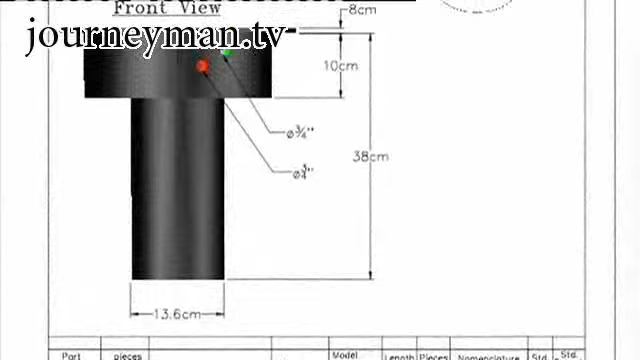 Front View
journeyman.tv
8cm
10cm
ø¾"
38cm
ø¾"
13.6cm
Part
pieces
Model
Length
Pieces
Nomenclature
Std.
Std.